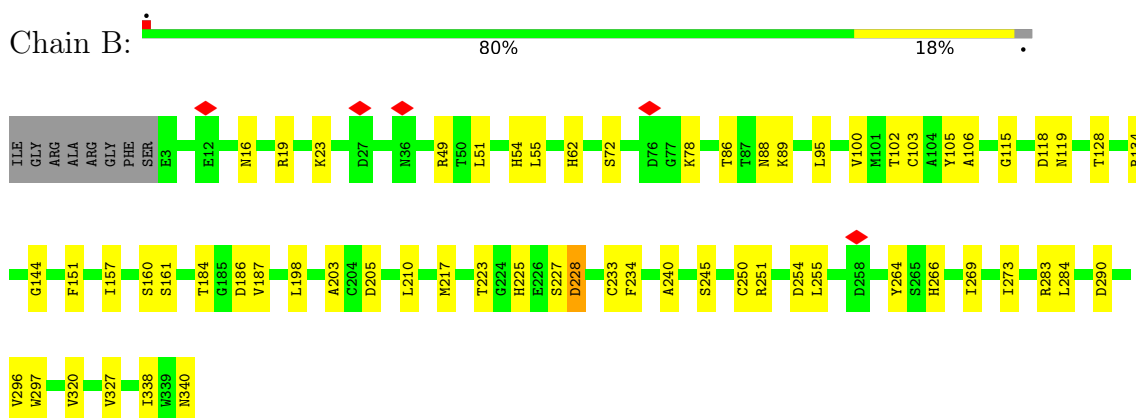 Chain B:
80%
18%
ILE GLY ARG ALA ARG GLY PHE SER E3 E12 N16 R19 K23 D27 N36 R49 T50 L51 H54 L55 H62 S72 D76 G77 K78 T86 T87 N88 K89 L95 V100 M101 T102 C103 A104 Y105 A106 G115 D118 N119 T128 R134
G144 F151 I157 S160 S161 T184 G185 D186 V187 L198 A203 C204 D205 L210 M217 T223 G224 H225 E226 S227 D228 C233 F234 A240 S245 C250 R251 D254 L255 D258 Y264 S265 H266 I269 I273 R283 L284 D290
V296 W297 V320 V327 I338 W339 N340